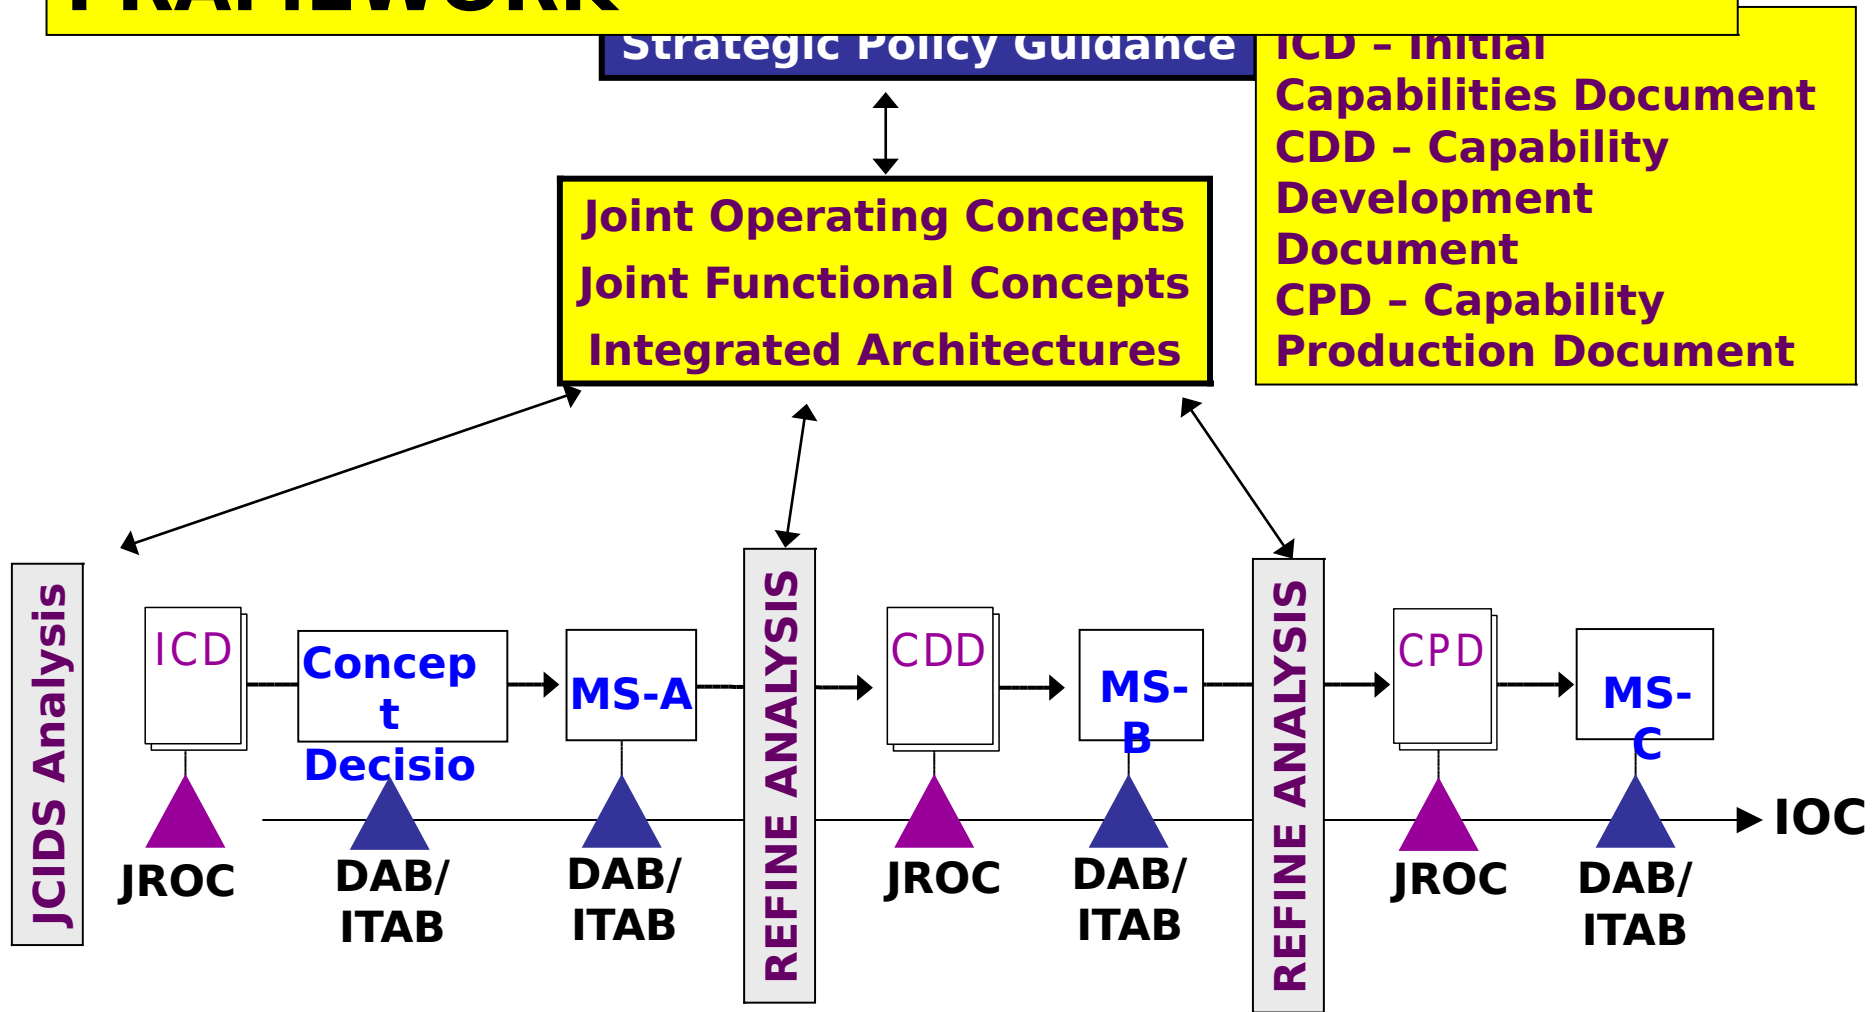 FRAMEWORK
Strategic Policy Guidance
ICD – Initial
Capabilities Document
CDD – Capability
Development
Document
CPD – Capability
Production Document
Joint Operating Concepts
Joint Functional Concepts
Integrated Architectures
JCIDS Analysis
ICD
Concep
t
Decisio
MS-A
REFINE ANALYSIS
CDD
MS-
B
REFINE ANALYSIS
CPD
MS-
C
IOC
JROC
DAB/
ITAB
DAB/
ITAB
JROC
DAB/
ITAB
JROC
DAB/
ITAB